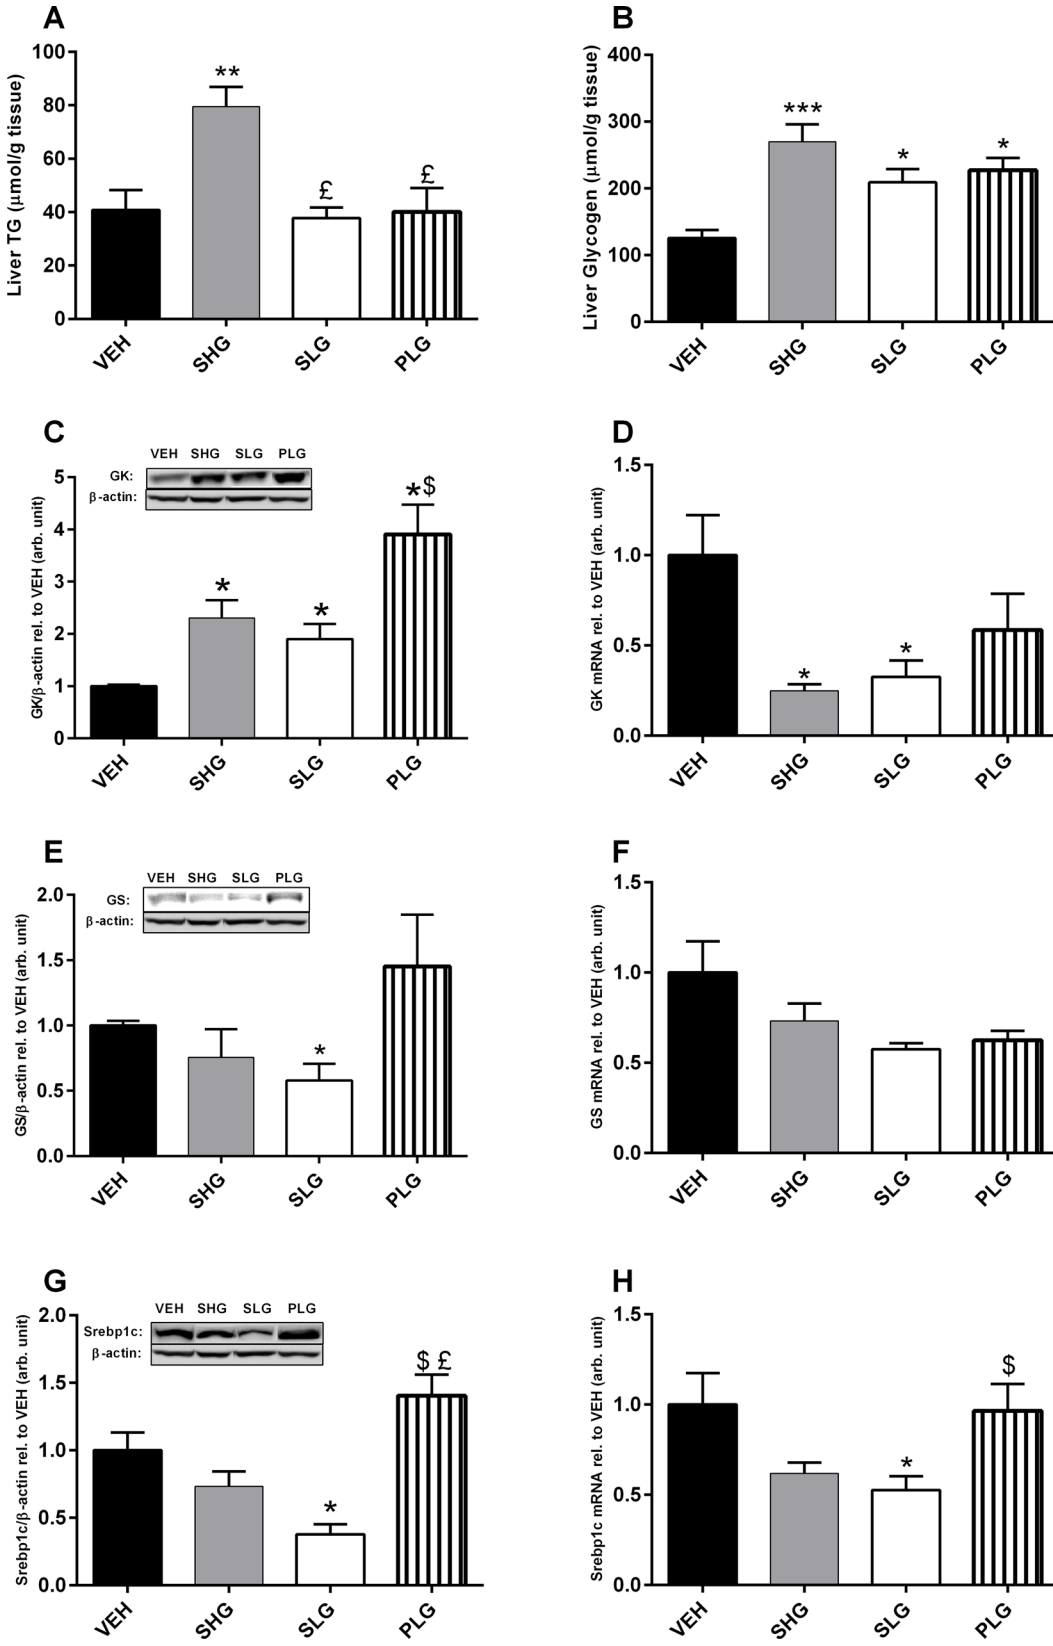 A
Liver TG (μmol/g tissue)
100
80
60
40
20
0
**
£
£
VEH
SHG
SLG
PLG
B
Liver Glycogen (μmol/g tissue)
400
300
200
100
0
***
*
*
VEH
SHG
SLG
PLG
C
VEH SHG SLG PLG
GK:
β-actin:
GK/β-actin rel. to VEH (arb. unit)
5
4
3
2
1
0
*
*
*$
VEH
SHG
SLG
PLG
D
GK mRNA rel. to VEH (arb. unit)
1.5
1.0
0.5
0.0
*
*
VEH
SHG
SLG
PLG
E
VEH SHG SLG PLG
GS:
β-actin:
GS/β-actin rel. to VEH (arb. unit)
2.0
1.5
1.0
0.5
0.0
*
VEH
SHG
SLG
PLG
F
GS mRNA rel. to VEH (arb. unit)
1.5
1.0
0.5
0.0
VEH
SHG
SLG
PLG
G
VEH SHG SLG PLG
Srebp1c:
β-actin:
Srebp1c/β-actin rel. to VEH (arb. unit)
2.0
1.5
1.0
0.5
0.0
*
$ £
VEH
SHG
SLG
PLG
H
Srebp1c mRNA rel. to VEH (arb. unit)
1.5
1.0
0.5
0.0
*
$
VEH
SHG
SLG
PLG